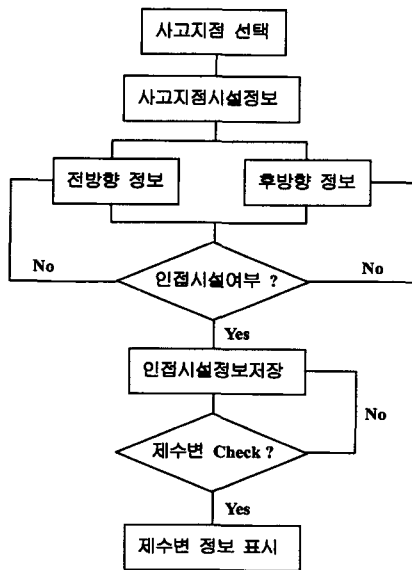 사고지점 선택
사고지점시설정보
전방향 정보
후방향 정보
No
인접시설여부 ?
No
Yes
인접시설정보저장
No
제수변 Check ?
Yes
제수변 정보 표시